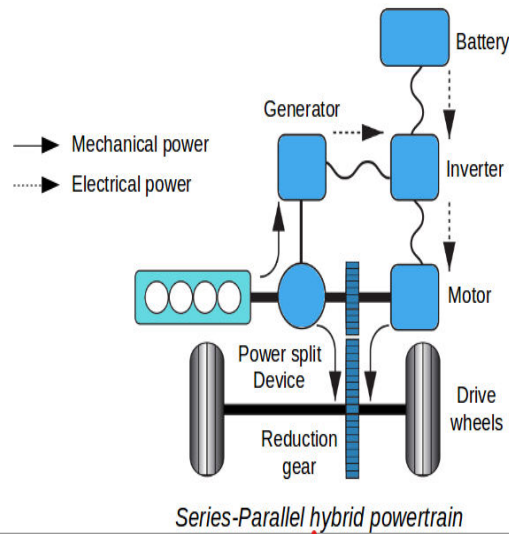 Battery
Generator
Mechanical power
Inverter
Electrical power
Motor
Power split
Device
Drive
wheels
Reduction
gear
Series-Parallel hybrid powertrain